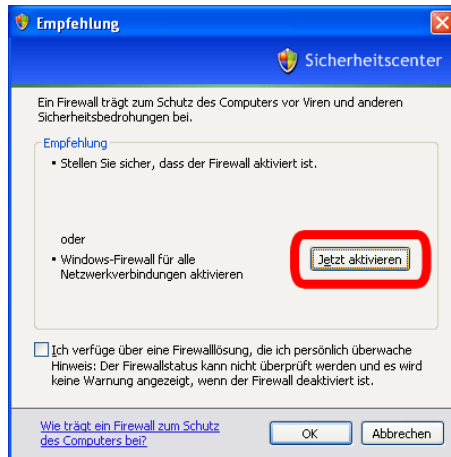 Empfehlung
Sicherheitscenter
Ein Firewall trägt zum Schutz des Computers vor Viren und anderen
Sicherheitsbedrohungen bei.
Empfehlung
▪ Stellen Sie sicher, dass der Firewall aktiviert ist.
oder
▪ Windows-Firewall für alle
Netzwerkverbindungen aktivieren
Jetzt aktivieren
Ich verfüge über eine Firewalllösung, die ich persönlich überwache
Hinweis: Der Firewallstatus kann nicht überprüft werden und es wird
keine Warnung angezeigt, wenn der Firewall deaktiviert ist.
Wie trägt ein Firewall zum Schutz
des Computers bei?
OK
Abbrechen